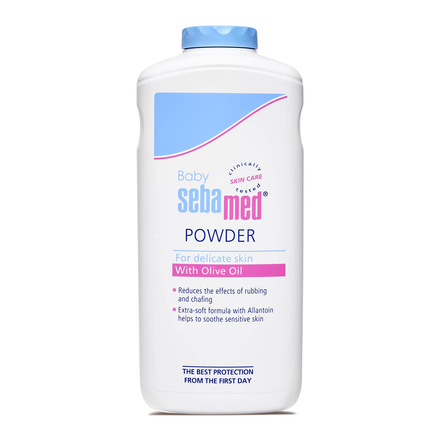 clinically
SKIN CARE
tested
Baby
sebamed®
POWDER
For delicate skin
With Olive Oil
Reduces the effects of rubbing
and chafing
Extra-soft formula with Allantoin
helps to soothe sensitive skin
THE BEST PROTECTION
FROM THE FIRST DAY